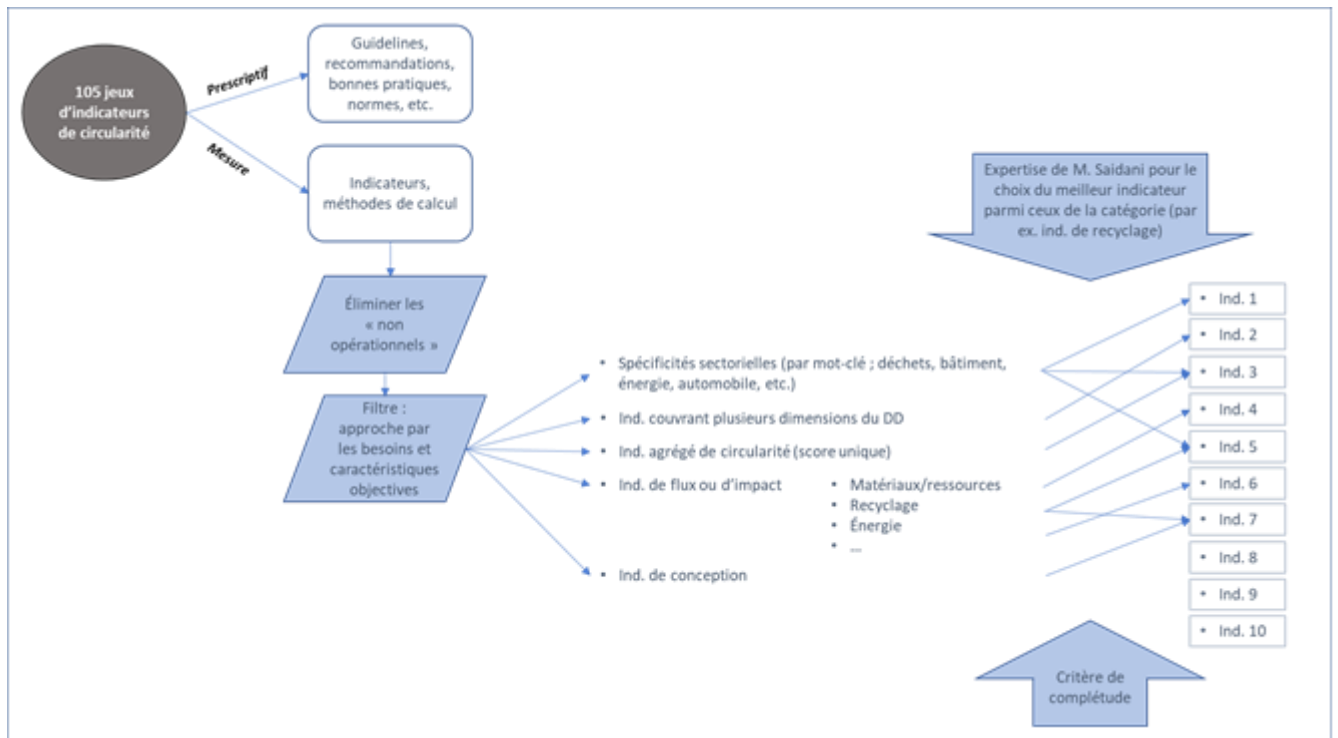 105 jeux
d'indicateurs
de circularité
Prescriptif
Mesure
Guidelines,
recommandations,
bonnes pratiques,
normes, etc.
Indicateurs,
méthodes de calcul
Éliminer les
« non
opérationnels »
Filtre :
approche par
les besoins et
caractéristiques
objectives
• Spécificités sectorielles (par mot-clé ; déchets, bâtiment,
énergie, automobile, etc.)
• Ind. couvrant plusieurs dimensions du DD
• Ind. agrégé de circularité (score unique)
• Ind. de flux ou d'impact
• Matériaux/ressources
• Recyclage
• Énergie
• ...
• Ind. de conception
Expertise de M. Saidani pour le
choix du meilleur indicateur
parmi ceux de la catégorie (par
ex. ind. de recyclage)
• Ind. 1
• Ind. 2
• Ind. 3
• Ind. 4
• Ind. 5
• Ind. 6
• Ind. 7
• Ind. 8
• Ind. 9
• Ind. 10
Critère de
complétude